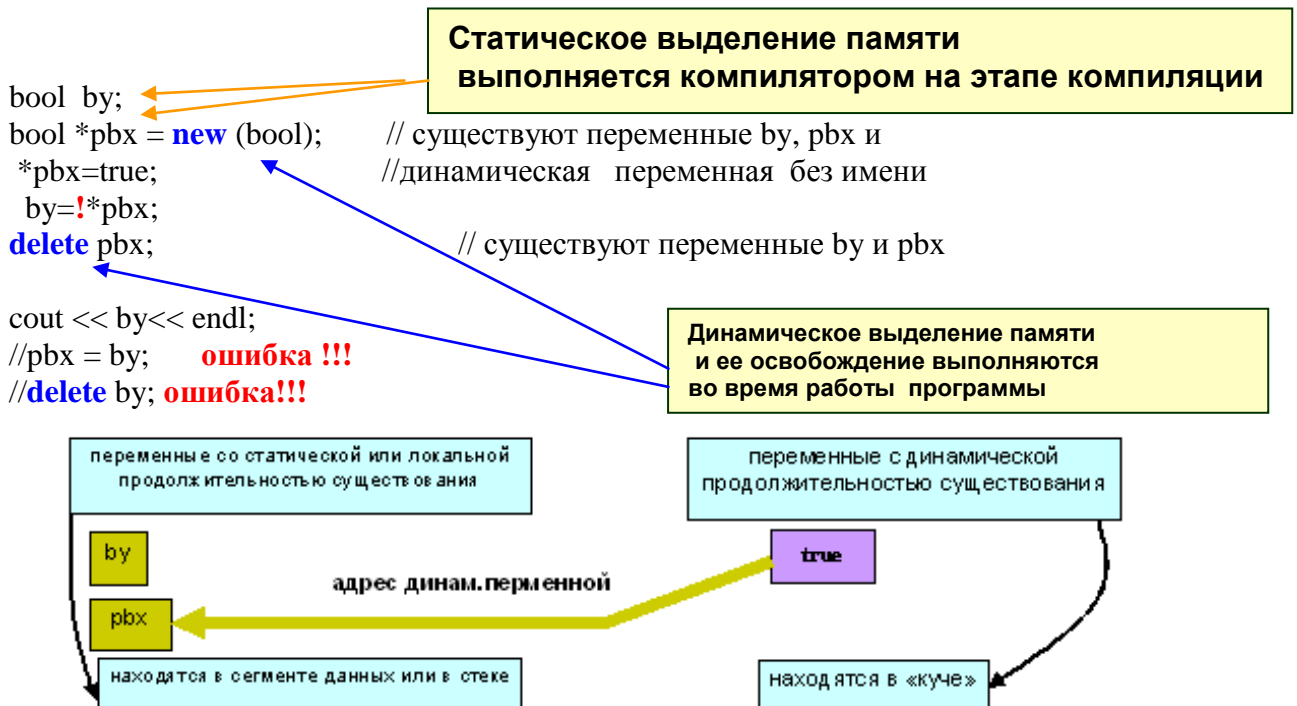 Статическое выделение памяти
выполняется компилятором на этапе компиляции
bool by;
bool *pbx = new (bool); // существуют переменные by, pbx и
*pbx=true; //динамическая переменная без имени
by=!*pbx;
delete pbx; // существуют переменные by и pbx
cout << by<< endl;
//pbx = by; ошибка !!!
//delete by; ошибка!!!
Динамическое выделение памяти
и ее освобождение выполняются
во время работы программы
переменные со статической или локальной
продолжительностью существования
переменные с динамической
продолжительностью существования
by
true
адрес динам.перменной
pbx
находятся в сегменте данных или в стеке
находятся в «куче»